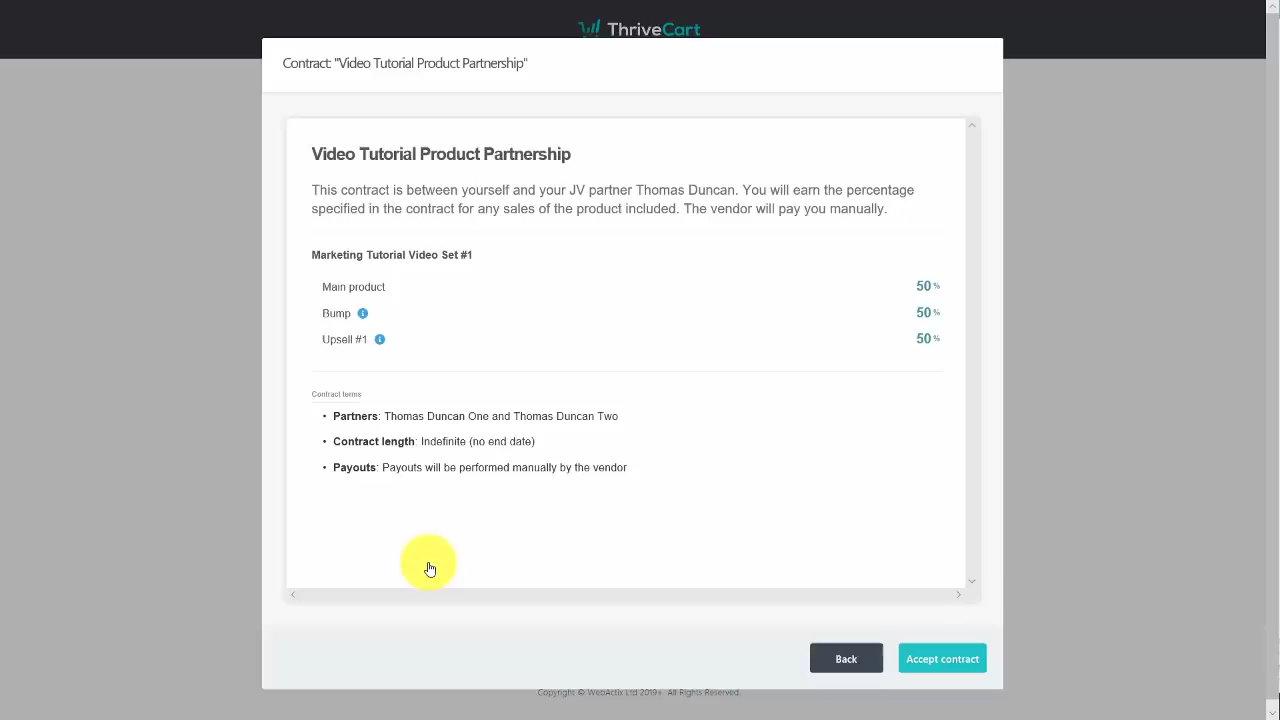 ThriveCart
Contract: "Video Tutorial Product Partnership"
Video Tutorial Product Partnership
This contract is between yourself and your JV partner Thomas Duncan. You will earn the percentage
specified in the contract for any sales of the product included. The vendor will pay you manually.
Marketing Tutorial Video Set #1
Main product 50%
Bump 50%
Upsell #1 50%
Contract terms
• Partners: Thomas Duncan One and Thomas Duncan Two
• Contract length: Indefinite (no end date)
• Payouts: Payouts will be performed manually by the vendor
Back Accept contract
Copyright © WebActix Ltd 2019+ All Rights Reserved.